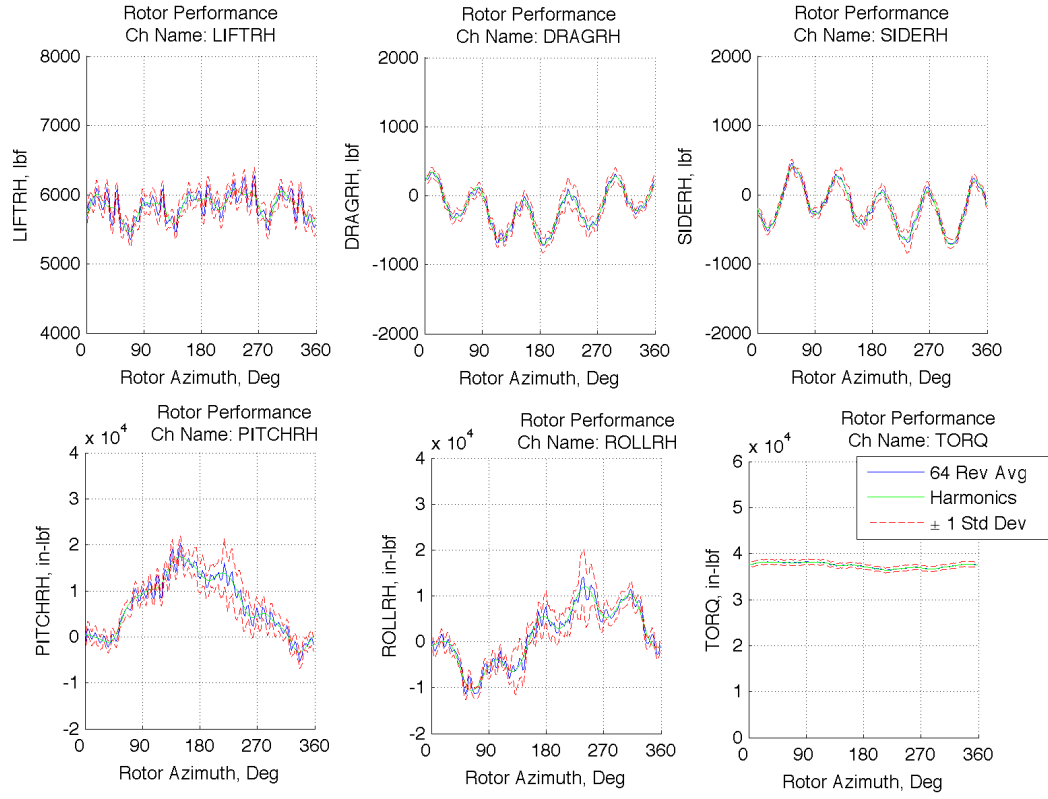 Rotor Performance
Ch Name: LIFTRH
8000
7000
6000
5000
4000
LIFTRH, lbf
0 90 180 270 360
Rotor Azimuth, Deg
Rotor Performance
Ch Name: DRAGRH
2000
1000
0
-1000
-2000
DRAGRH, lbf
0 90 180 270 360
Rotor Azimuth, Deg
Rotor Performance
Ch Name: SIDERH
2000
1000
0
-1000
-2000
SIDERH, lbf
0 90 180 270 360
Rotor Azimuth, Deg
Rotor Performance
x 10^4 Ch Name: PITCHRH
4
3
2
1
0
-1
-2
PITCHRH, in-lbf
0 90 180 270 360
Rotor Azimuth, Deg
Rotor Performance
x 10^4 Ch Name: ROLLRH
4
3
2
1
0
-1
-2
ROLLRH, in-lbf
0 90 180 270 360
Rotor Azimuth, Deg
Rotor Performance
Ch Name: TORQ
x 10^4
6
5
4
3
2
1
0
TORQ, in-lbf
0 90 180 270 360
Rotor Azimuth, Deg
64 Rev Avg
Harmonics
± 1 Std Dev